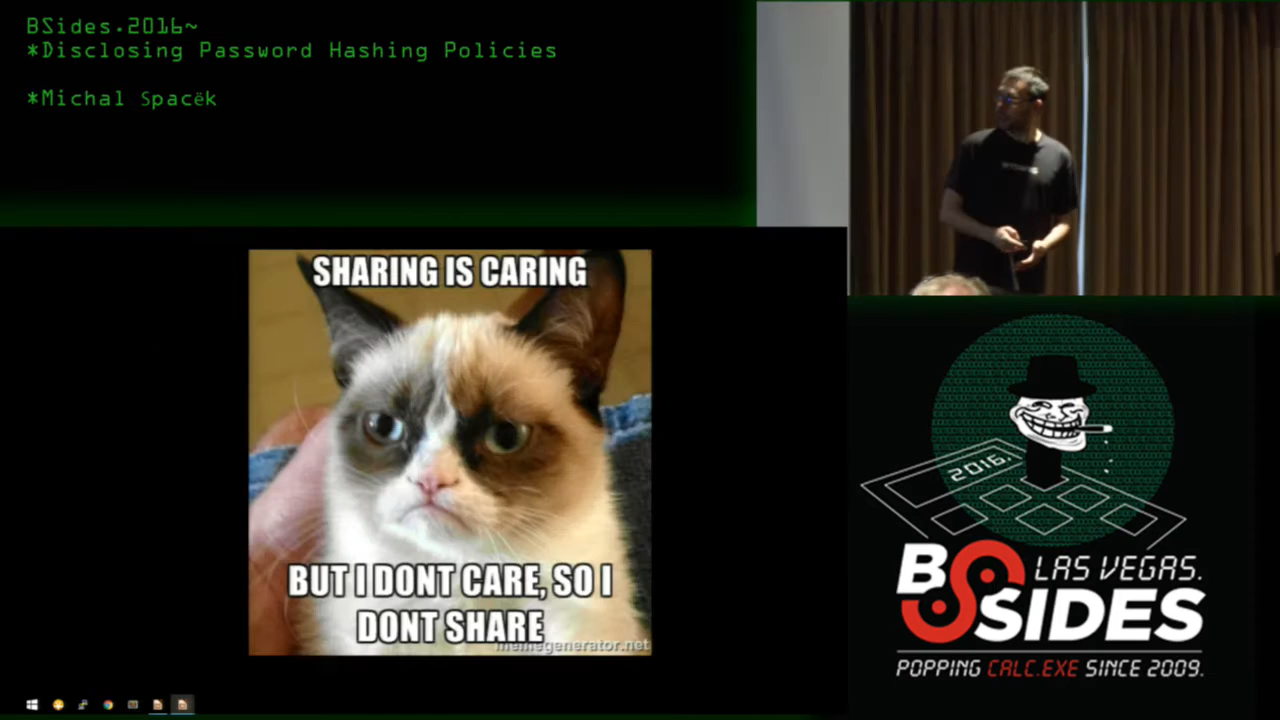 BSides.2016~
*Disclosing Password Hashing Policies
*Michal Spacëk
SHARING IS CARING
BUT I DONT CARE, SO I
DONT SHARE
memegenerator.net
2016.
BSIDES
LAS VEGAS.
POPPING CALC.EXE SINCE 2009.